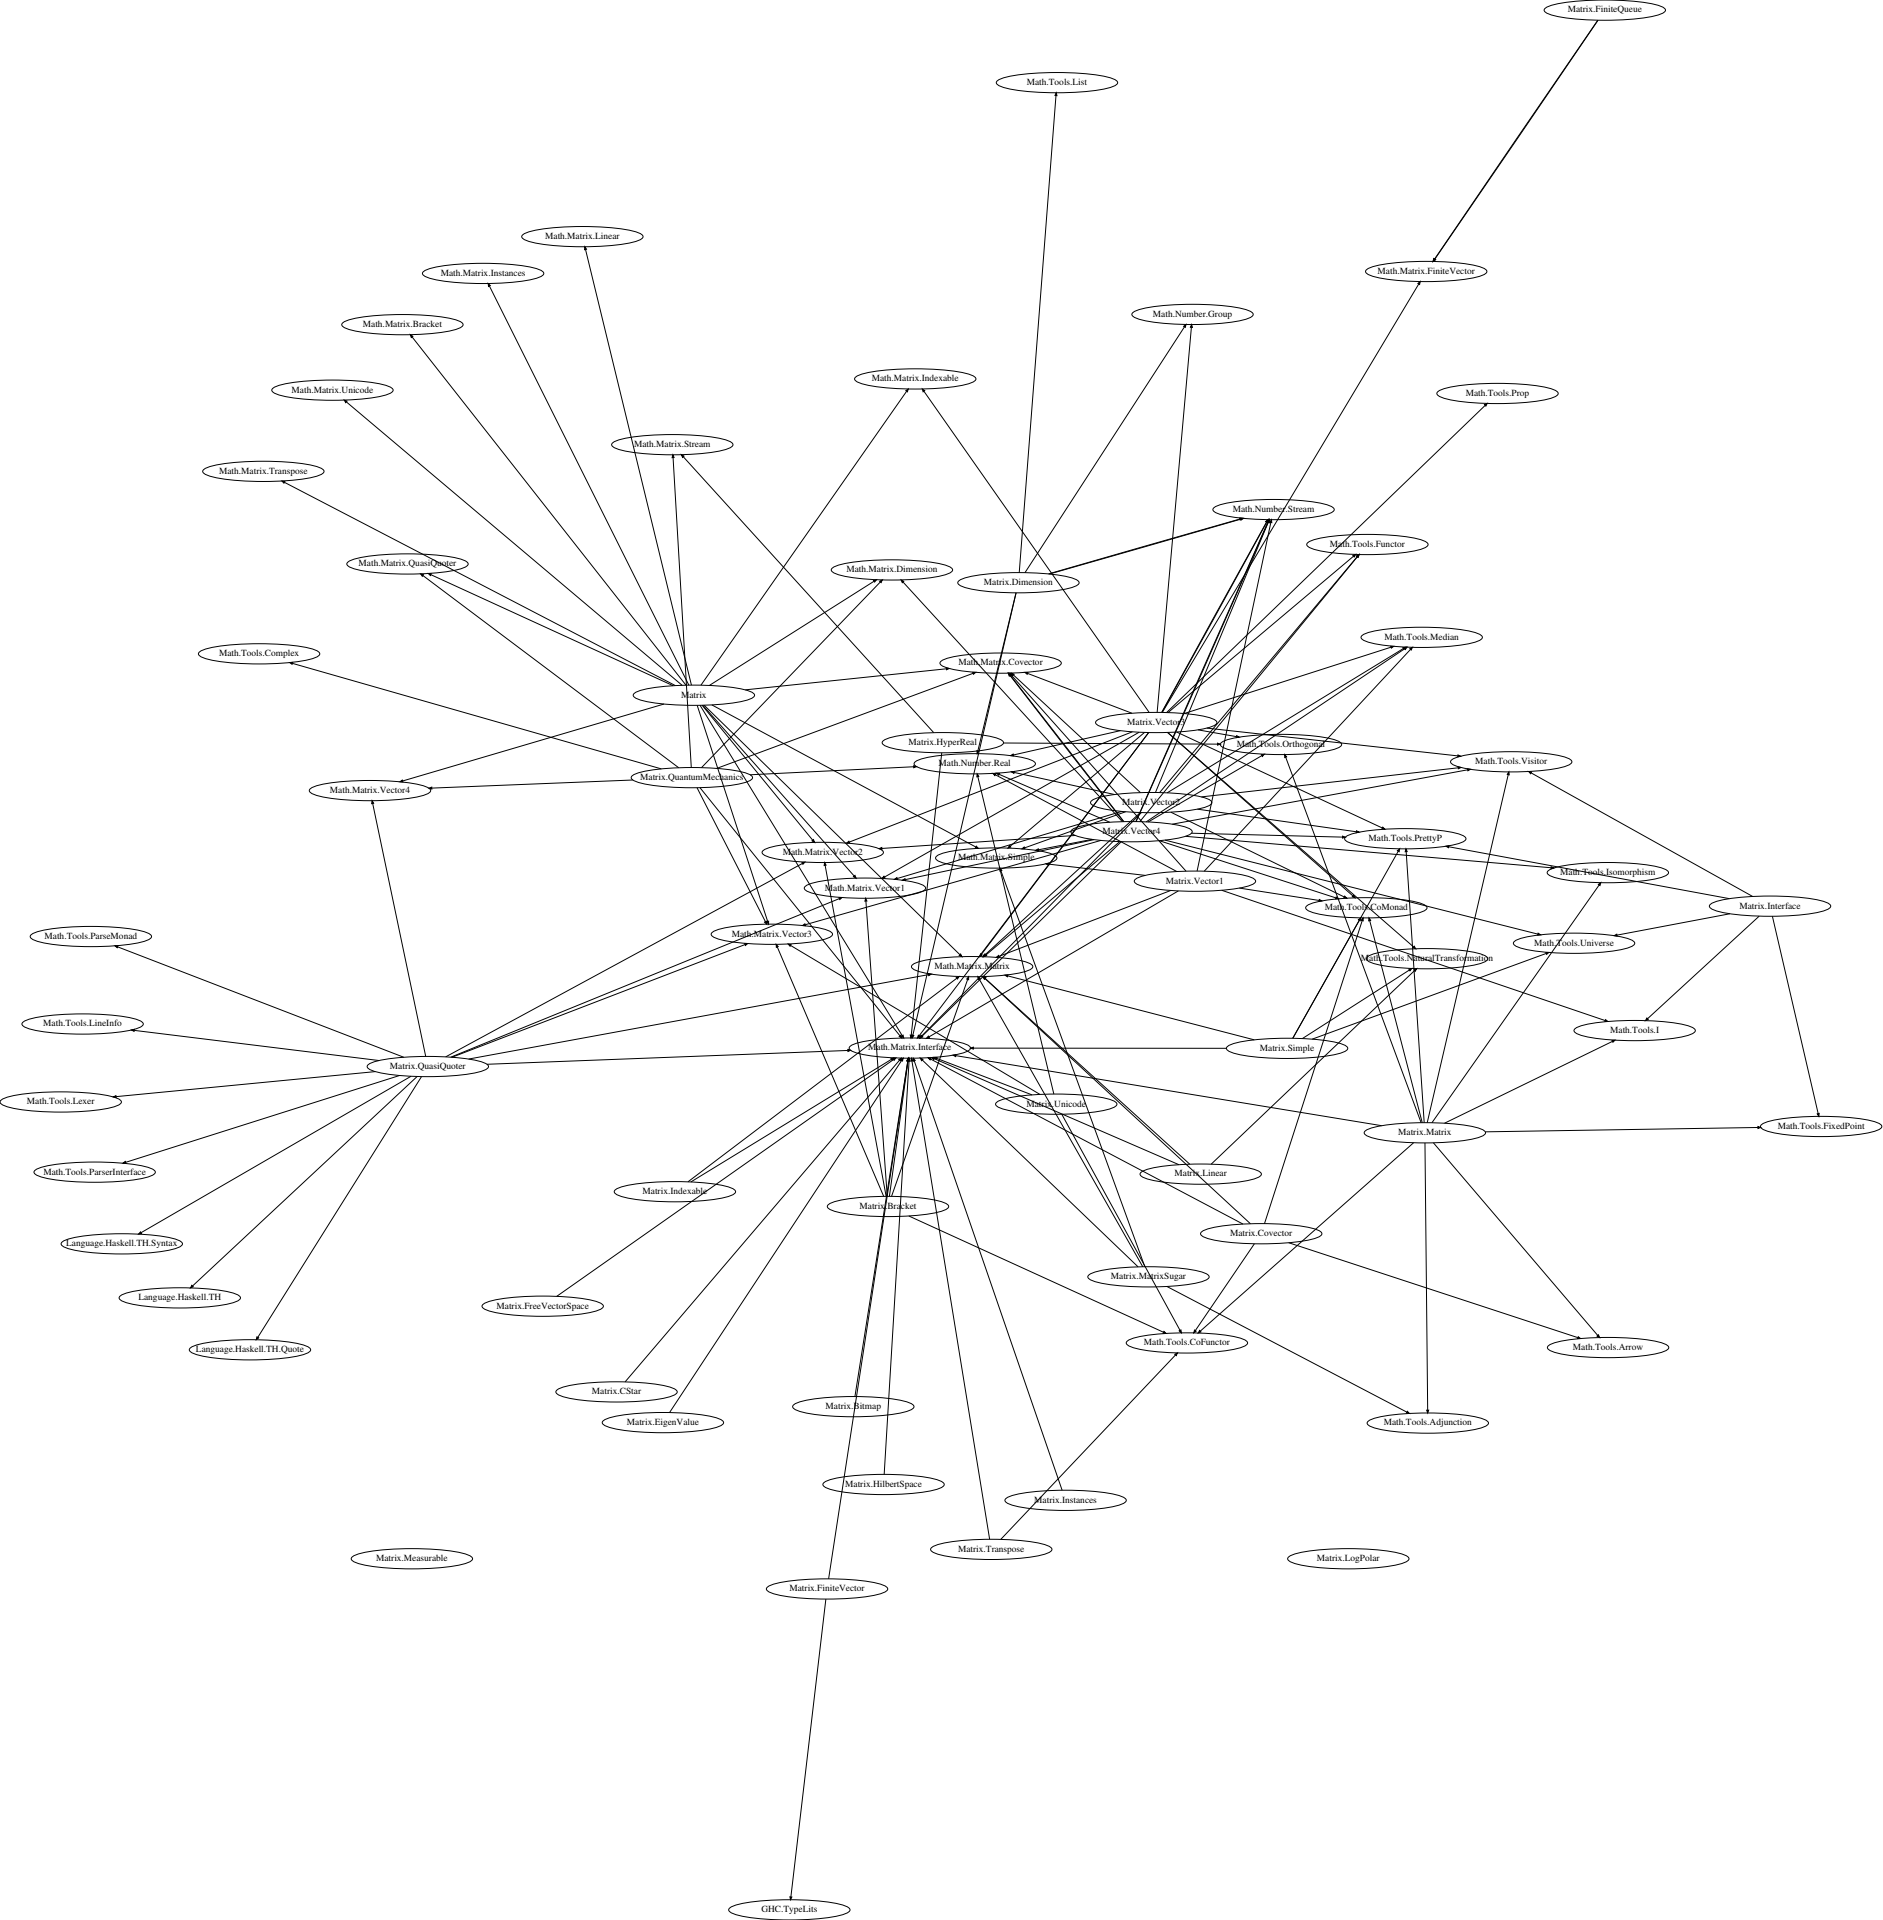 Matrix.FiniteQueue
Math.Tools.List
Math.Matrix.Linear
Math.Matrix.Instances
Math.Matrix.FiniteVector
Math.Number.Group
Math.Matrix.Bracket
Math.Matrix.Indexable
Math.Matrix.Unicode
Math.Tools.Prop
Math.Matrix.Stream
Math.Matrix.Transpose
Math.Number.Stream
Math.Tools.Functor
Math.Matrix.QuasiQuoter
Math.Matrix.Dimension
Matrix.Dimension
Math.Tools.Median
Math.Tools.Complex
Math.Matrix.Covector
Matrix
Matrix.Vector3
Matrix.HyperReal
Math.Tools.Orthogonal
Math.Number.Real
Math.Tools.Visitor
Matrix.QuantumMechanics
Math.Matrix.Vector4
Matrix.Vector2
Matrix.Vector4
Math.Tools.PrettyP
Math.Matrix.Vector2
Math.Matrix.Simple
Math.Tools.Isomorphism
Matrix.Vector1
Math.Matrix.Vector1
Matrix.Interface
Math.Tools.CoMonad
Math.Matrix.Vector3
Math.Tools.ParseMonad
Math.Tools.Universe
Math.Tools.NaturalTransformation
Math.Matrix.Matrix
Math.Tools.LineInfo
Math.Tools.I
Math.Matrix.Interface
Matrix.Simple
Matrix.QuasiQuoter
Math.Tools.Lexer
Matrix.Unicode
Math.Tools.FixedPoint
Matrix.Matrix
Math.Tools.ParserInterface
Matrix.Linear
Matrix.Indexable
Matrix.Bracket
Matrix.Covector
Language.Haskell.TH.Syntax
Matrix.MatrixSugar
Language.Haskell.TH
Matrix.FreeVectorSpace
Math.Tools.CoFunctor
Math.Tools.Arrow
Language.Haskell.TH.Quote
Matrix.CStar
Matrix.Bitmap
Matrix.EigenValue
Math.Tools.Adjunction
Matrix.HilbertSpace
Matrix.Instances
Matrix.Transpose
Matrix.Measurable
Matrix.LogPolar
Matrix.FiniteVector
GHC.TypeLits